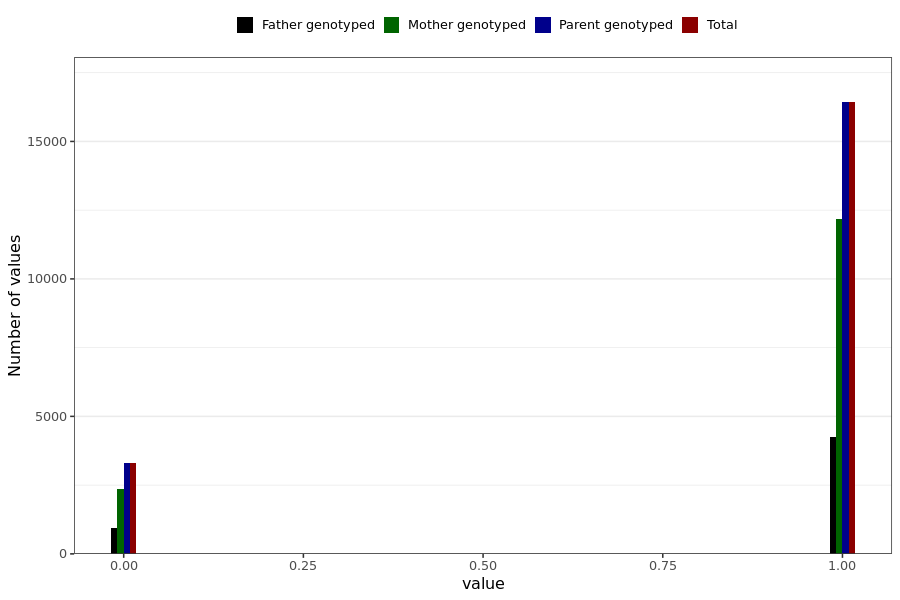 Father genotyped Mother genotyped Parent genotyped Total
Number of values
15000
10000
5000
0
0.00 0.25 0.50 0.75 1.00
value